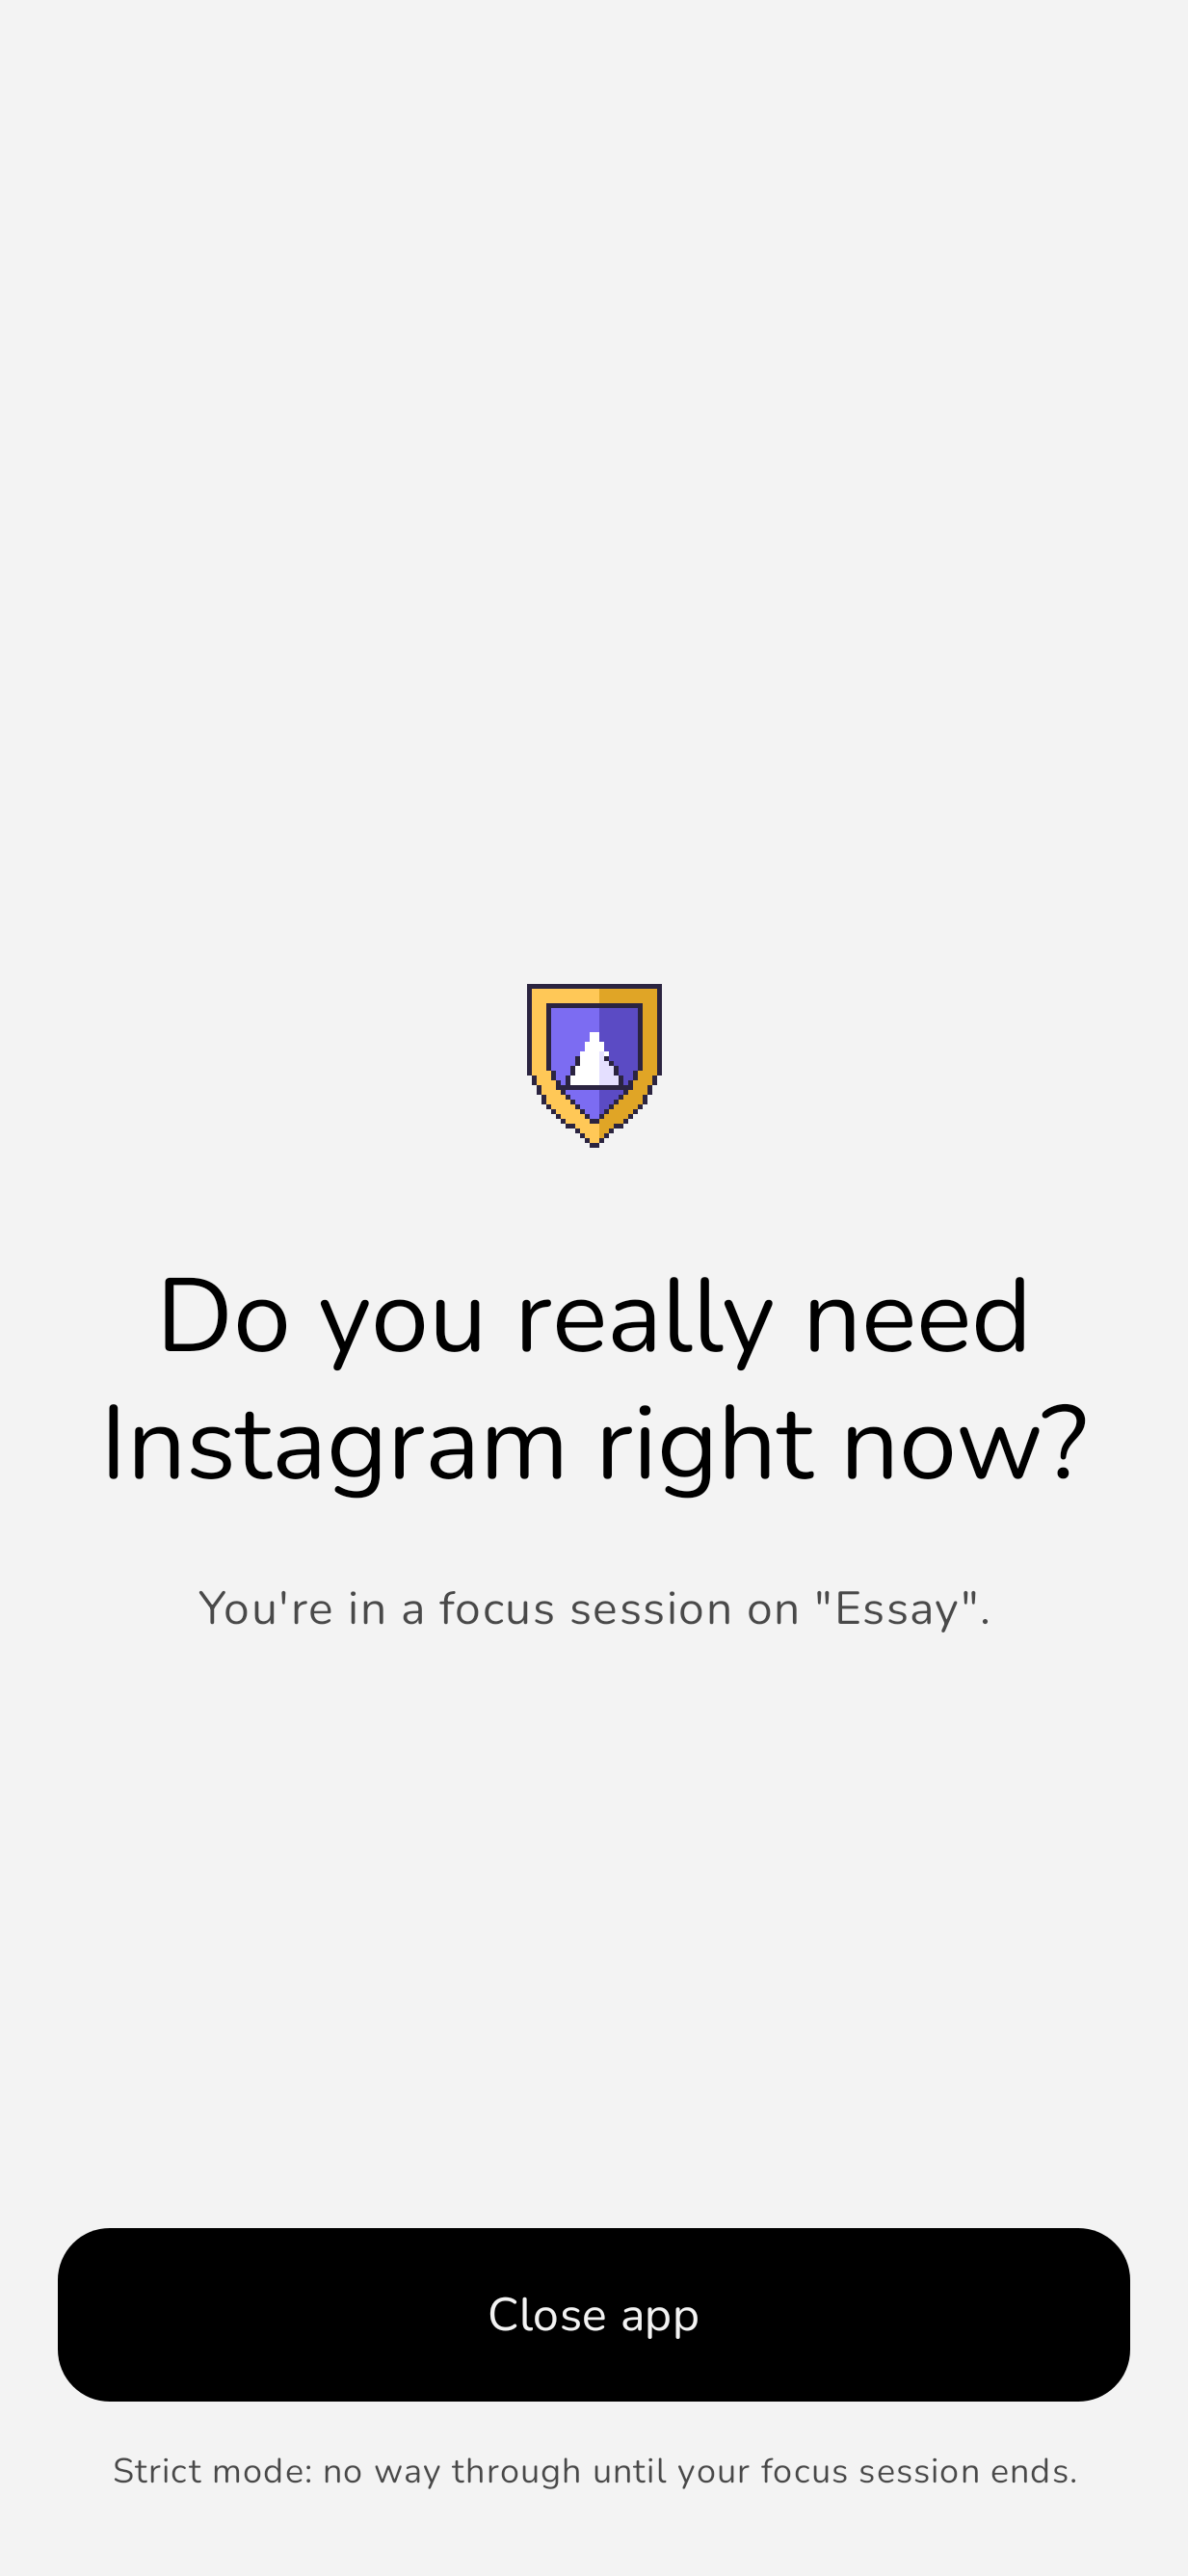 Do you really need
Instagram right now?
You're in a focus session on "Essay".
Close app
Strict mode: no way through until your focus session ends.